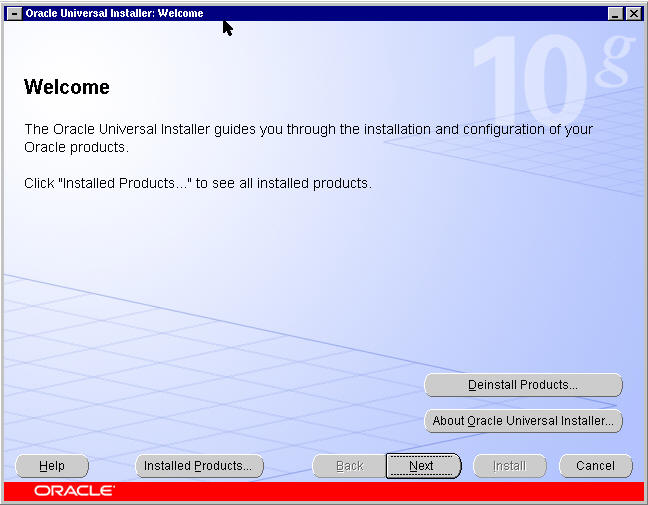 Oracle Universal Installer: Welcome
10g
Welcome
The Oracle Universal Installer guides you through the installation and configuration of your
Oracle products.
Click "Installed Products..." to see all installed products.
Deinstall Products...
About Oracle Universal Installer...
Help
Installed Products...
Back
Next
Install
Cancel
ORACLE